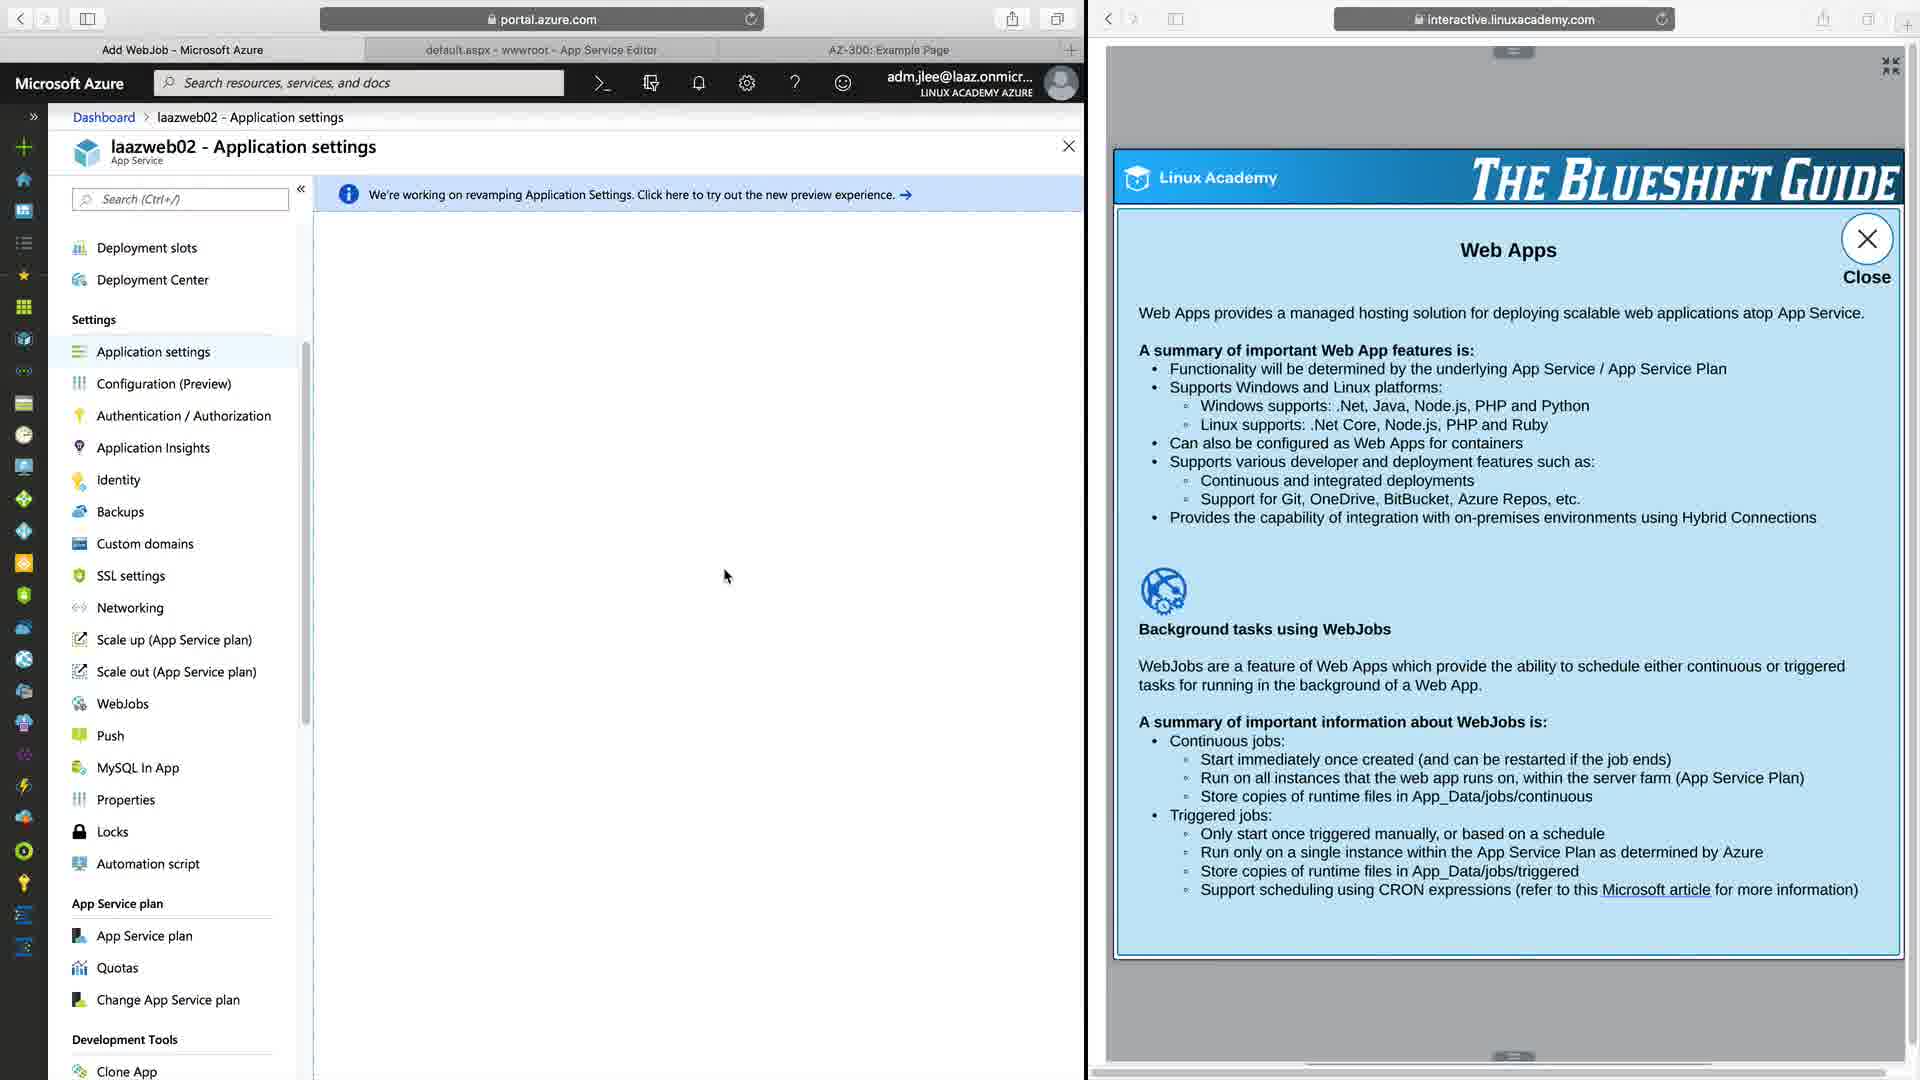 portal.azure.com
Add WebJob - Microsoft Azure
default.aspx - wwwroot - App Service Editor
AZ-300: Example Page
Microsoft Azure
Search resources, services, and docs
adm.jlee@laaz.onmicr...
LINUX ACADEMY AZURE
Dashboard > laazweb02 - Application settings
laazweb02 - Application settings
App Service
Search (Ctrl+/)
We're working on revamping Application Settings. Click here to try out the new preview experience. →
Deployment slots
Deployment Center
Settings
Application settings
Configuration (Preview)
Authentication / Authorization
Application Insights
Identity
Backups
Custom domains
SSL settings
Networking
Scale up (App Service plan)
Scale out (App Service plan)
WebJobs
Push
MySQL In App
Properties
Locks
Automation script
App Service plan
App Service plan
Quotas
Change App Service plan
Development Tools
Clone App
interactive.linuxacademy.com
Linux Academy
THE BLUESHIFT GUIDE
Web Apps
Close
Web Apps provides a managed hosting solution for deploying scalable web applications atop App Service.
A summary of important Web App features is:
• Functionality will be determined by the underlying App Service / App Service Plan
• Supports Windows and Linux platforms:
◦ Windows supports: .Net, Java, Node.js, PHP and Python
◦ Linux supports: .Net Core, Node.js, PHP and Ruby
• Can also be configured as Web Apps for containers
• Supports various developer and deployment features such as:
◦ Continuous and integrated deployments
◦ Support for Git, OneDrive, BitBucket, Azure Repos, etc.
• Provides the capability of integration with on-premises environments using Hybrid Connections
Background tasks using WebJobs
WebJobs are a feature of Web Apps which provide the ability to schedule either continuous or triggered
tasks for running in the background of a Web App.
A summary of important information about WebJobs is:
• Continuous jobs:
◦ Start immediately once created (and can be restarted if the job ends)
◦ Run on all instances that the web app runs on, within the server farm (App Service Plan)
◦ Store copies of runtime files in App_Data/jobs/continuous
• Triggered jobs:
◦ Only start once triggered manually, or based on a schedule
◦ Run only on a single instance within the App Service Plan as determined by Azure
◦ Store copies of runtime files in App_Data/jobs/triggered
◦ Support scheduling using CRON expressions (refer to this Microsoft article for more information)